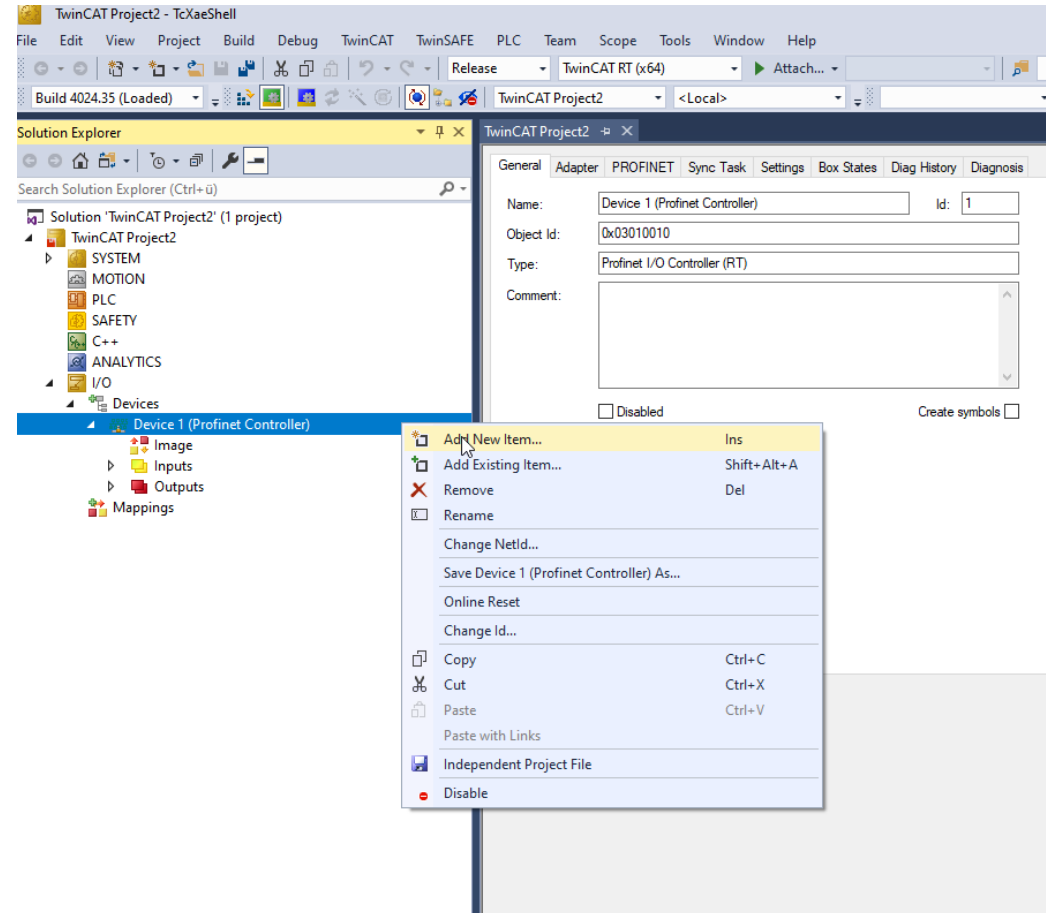 TwinCAT Project2 - TcXaeShell
File Edit View Project Build Debug TwinCAT TwinSAFE PLC Team Scope Tools Window Help
Release TwinCAT RT (x64) Attach...
Build 4024.35 (Loaded) TwinCAT Project2 <Local>
Solution Explorer
Search Solution Explorer (Ctrl+ü)
Solution 'TwinCAT Project2' (1 project)
TwinCAT Project2
SYSTEM
MOTION
PLC
SAFETY
C++
ANALYTICS
I/O
Devices
Device 1 (Profinet Controller)
Image
Inputs
Outputs
Mappings
TwinCAT Project2
General Adapter PROFINET Sync Task Settings Box States Diag History Diagnosis
Name: Device 1 (Profinet Controller) Id: 1
Object Id: 0x03010010
Type: Profinet I/O Controller (RT)
Comment:
Disabled Create symbols
Add New Item... Ins
Add Existing Item... Shift+Alt+A
Remove Del
Rename
Change NetId...
Save Device 1 (Profinet Controller) As...
Online Reset
Change Id...
Copy Ctrl+C
Cut Ctrl+X
Paste Ctrl+V
Paste with Links
Independent Project File
Disable